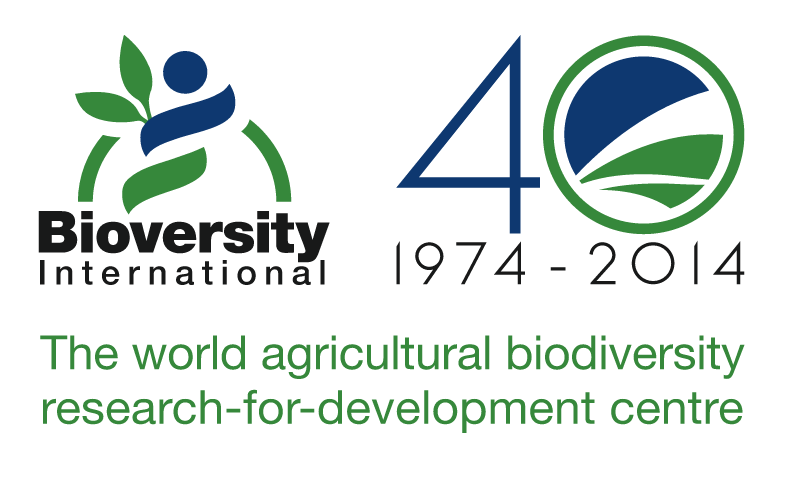 Bioversity
International
40
1974 - 2014
The world agricultural biodiversity
research-for-development centre